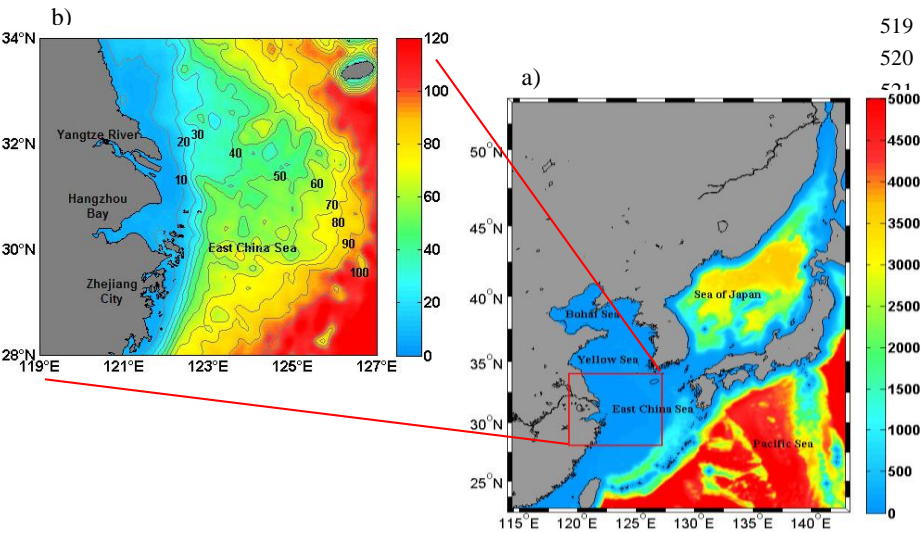 519
520
b)
a)
34°N
32°N
30°N
28°N
119°E
121°E
123°E
125°E
127°E
Yangtze River
Hangzhou
Bay
Zhejiang
City
East China Sea
10
20
30
40
50
60
70
80
90
100
120
100
80
60
40
20
0
50°N
45°N
40°N
35°N
30°N
25°N
115°E
120°E
125°E
130°E
135°E
140°E
Sea of Japan
Bohai Sea
Yellow Sea
East China Sea
Pacific Sea
5000
4500
4000
3500
3000
2500
2000
1500
1000
500
0